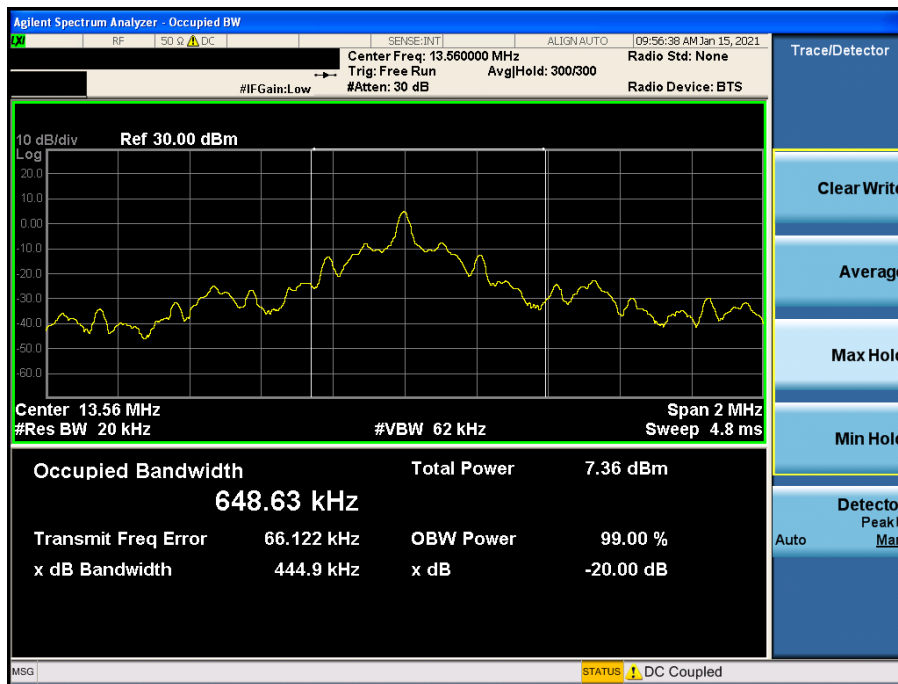 Agilent Spectrum Analyzer - Occupied BW
LXI RF 50 Ω DC SENSE:INT ALIGN AUTO 09:56:38 AM Jan 15, 2021
Center Freq: 13.560000 MHz Radio Std: None
Trig: Free Run Avg|Hold: 300/300
#IFGain:Low #Atten: 30 dB Radio Device: BTS
10 dB/div Ref 30.00 dBm
Log
20.0
10.0
0.00
-10.0
-20.0
-30.0
-40.0
-50.0
-60.0
Center 13.56 MHz Span 2 MHz
#Res BW 20 kHz #VBW 62 kHz Sweep 4.8 ms
Occupied Bandwidth Total Power 7.36 dBm
648.63 kHz
Transmit Freq Error 66.122 kHz OBW Power 99.00 %
x dB Bandwidth 444.9 kHz x dB -20.00 dB
MSG STATUS DC Coupled
Trace/Detector
Clear Write
Average
Max Hold
Min Hold
Detecto
Peak
Auto Man